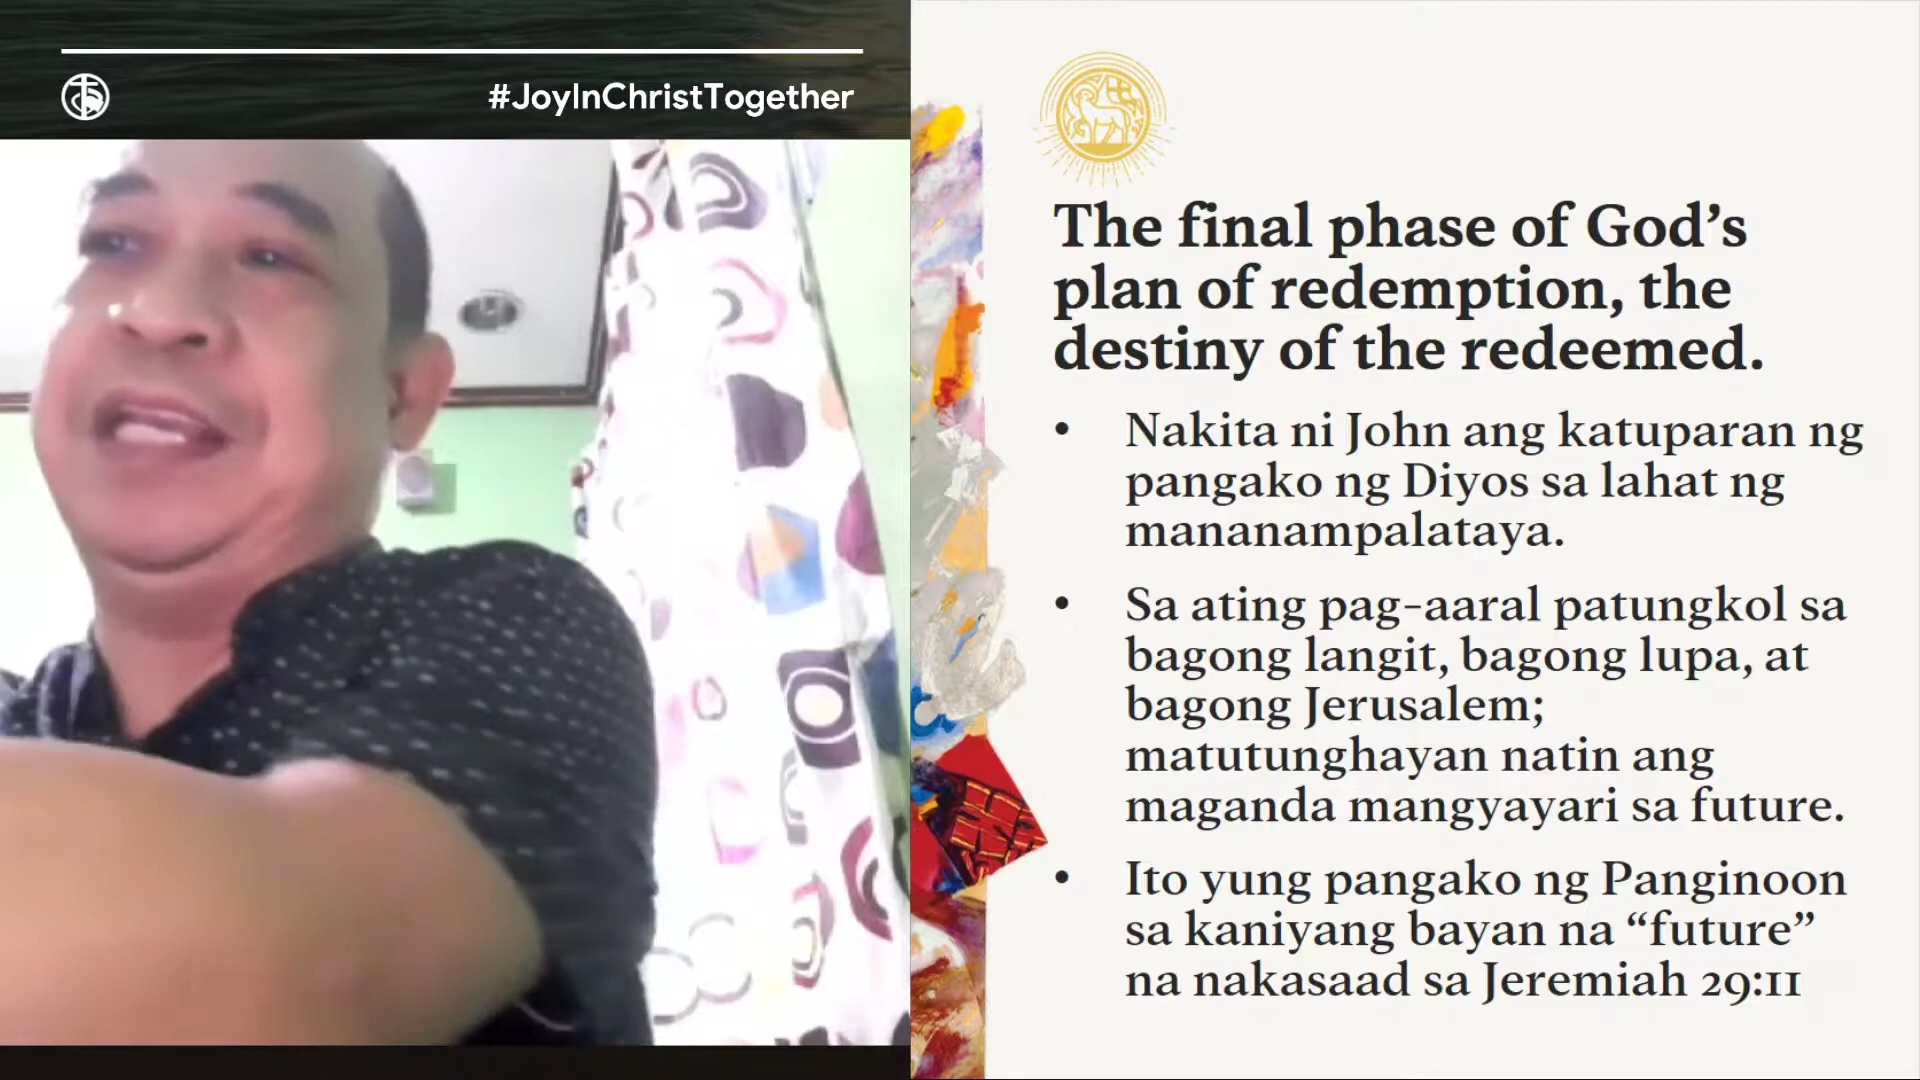 #JoyInChristTogether
The final phase of God’s
plan of redemption, the
destiny of the redeemed.
• Nakita ni John ang katuparan ng
pangako ng Diyos sa lahat ng
mananampalataya.
• Sa ating pag-aaral patungkol sa
bagong langit, bagong lupa, at
bagong Jerusalem;
matutunghayan natin ang
maganda mangyayari sa future.
• Ito yung pangako ng Panginoon
sa kaniyang bayan na “future”
na nakasaad sa Jeremiah 29:11